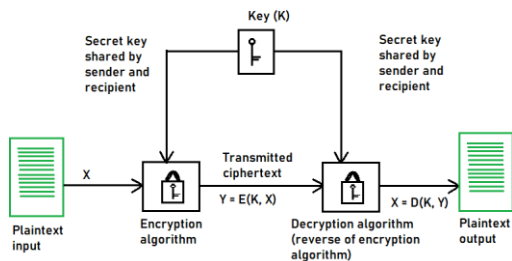 Key (K)
Secret key
shared by
sender and
recipient
Secret key
shared by
sender and
recipient
X
Transmitted
ciphertext
Y = E(K, X)
X = D(K, Y)
Plaintext
input
Encryption
algorithm
Decryption algorithm
(reverse of encryption
algorithm)
Plaintext
output